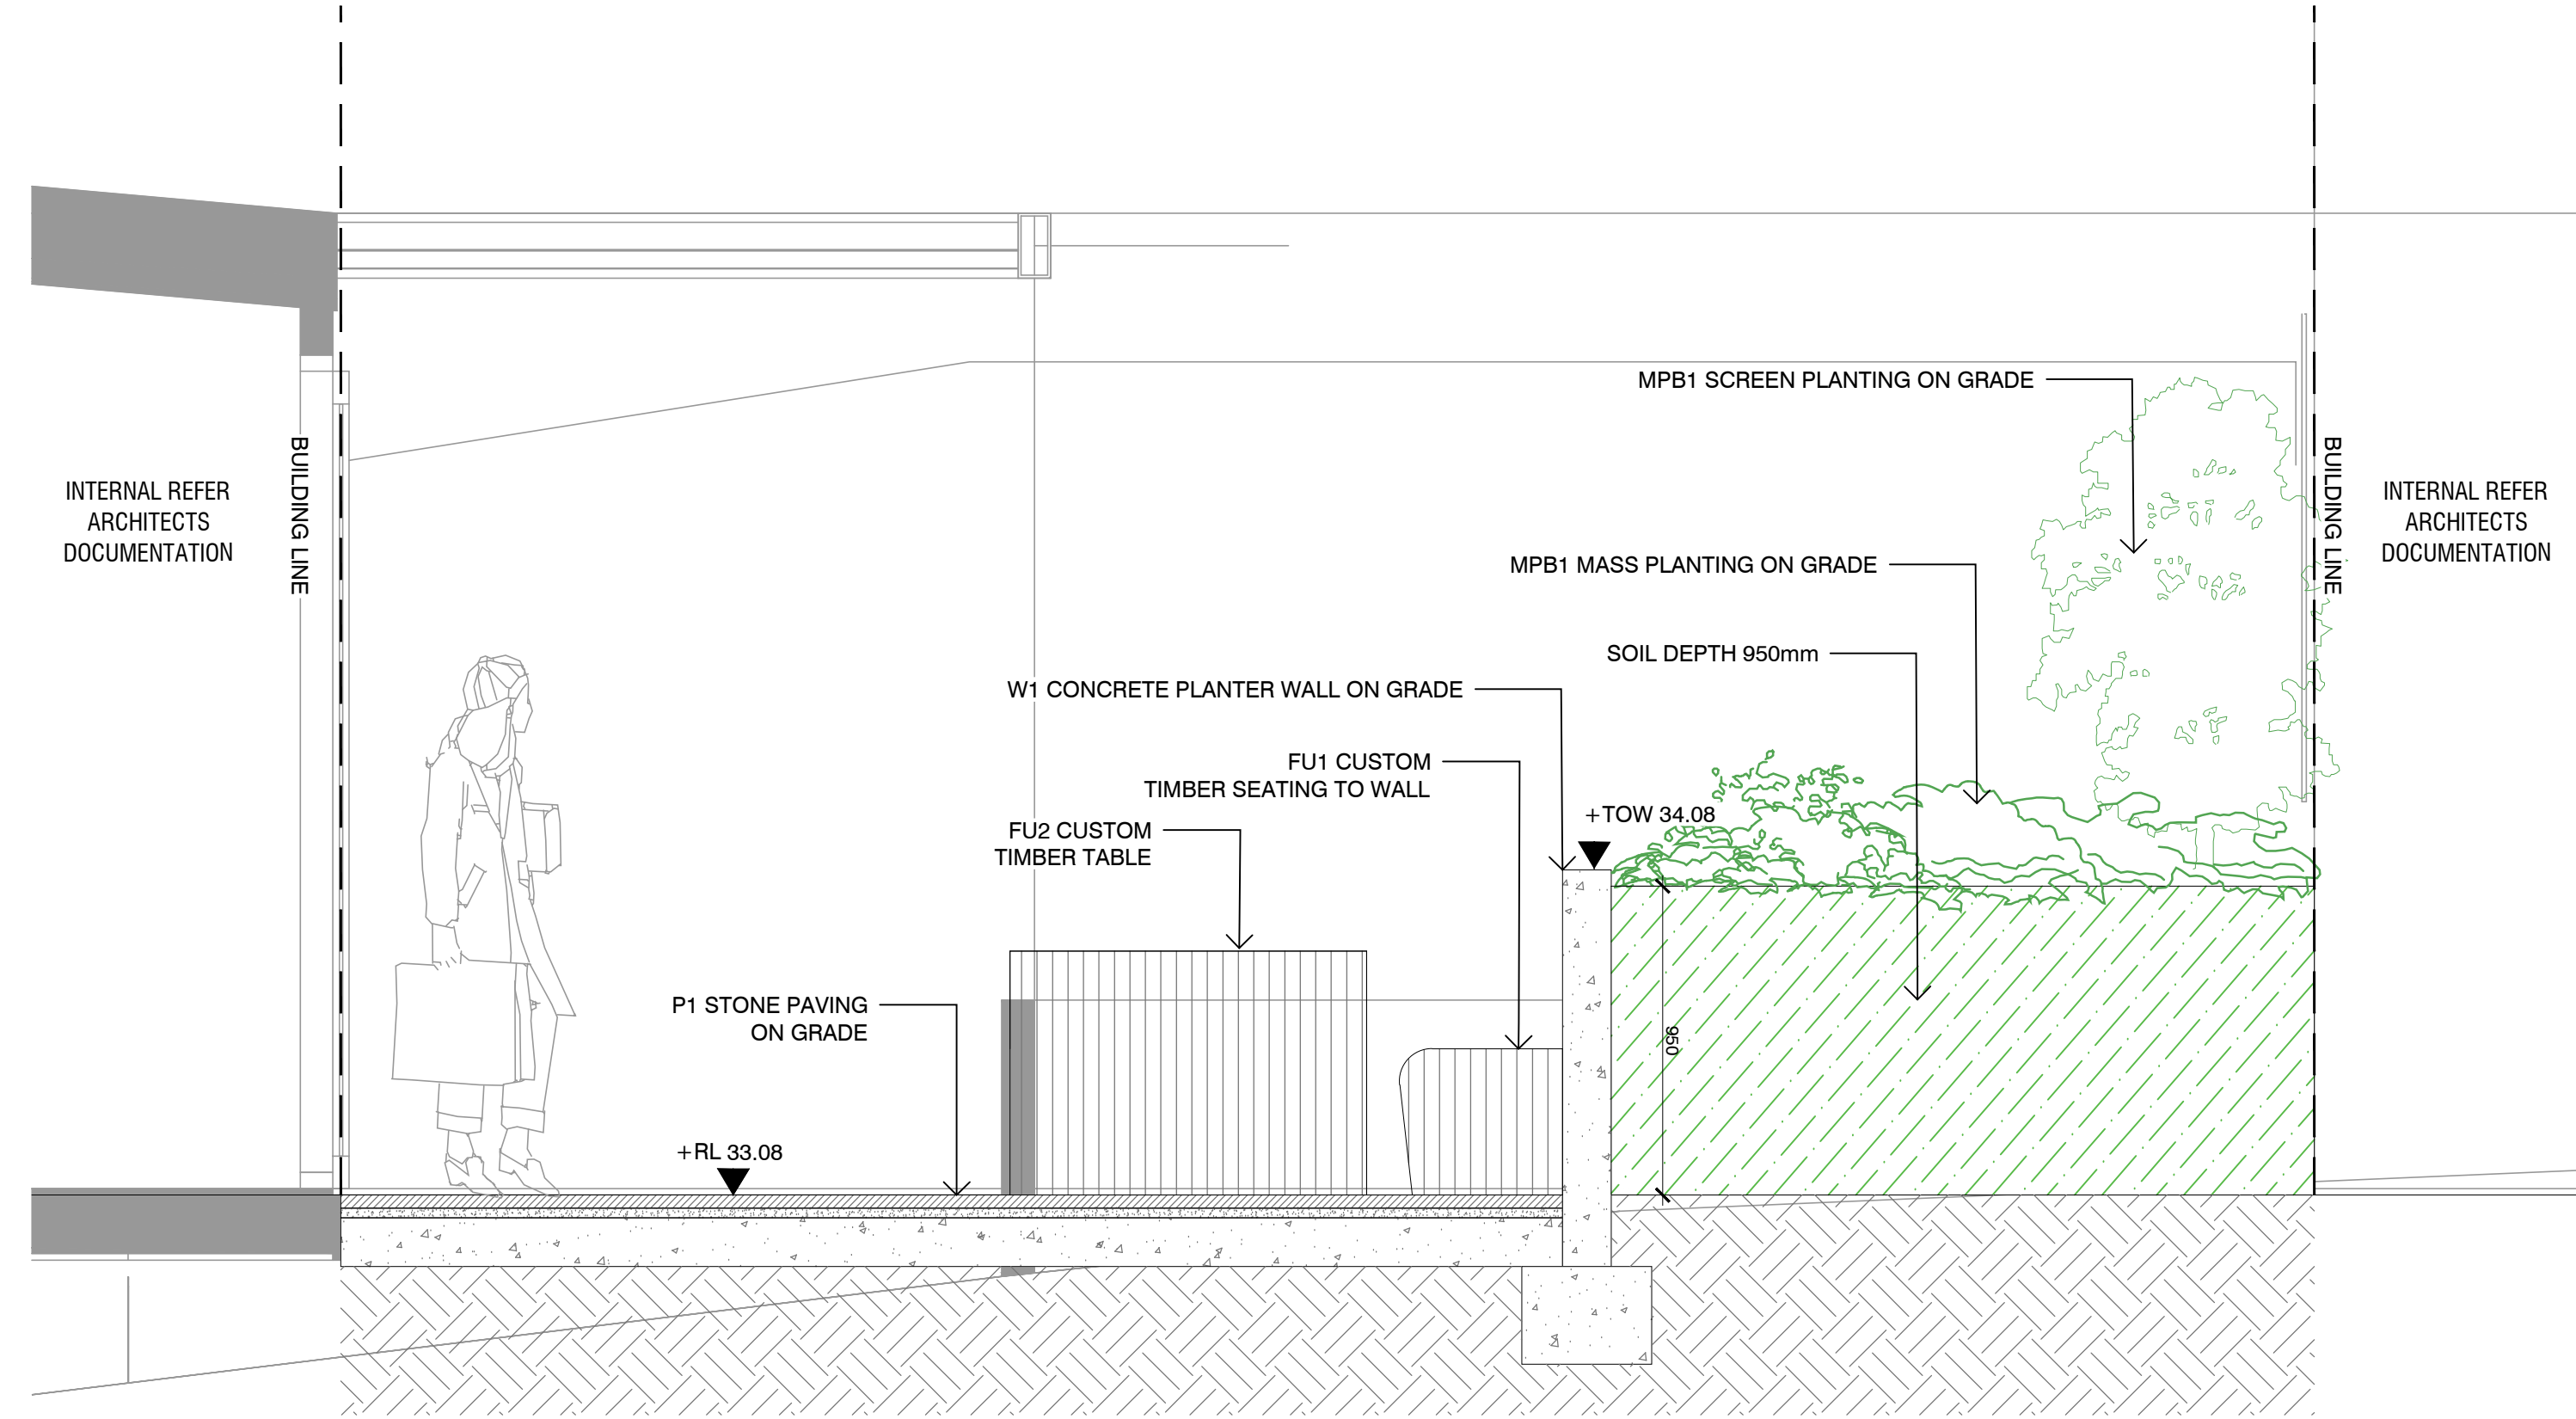 MPB1 SCREEN PLANTING ON GRADE
BUILDING LINE
BUILDING LINE
INTERNAL REFER
ARCHITECTS
DOCUMENTATION
INTERNAL REFER
ARCHITECTS
DOCUMENTATION
MPB1 MASS PLANTING ON GRADE
SOIL DEPTH 950mm
W1 CONCRETE PLANTER WALL ON GRADE
FU1 CUSTOM
TIMBER SEATING TO WALL
+TOW 34.08
FU2 CUSTOM
TIMBER TABLE
P1 STONE PAVING
ON GRADE
950
+RL 33.08